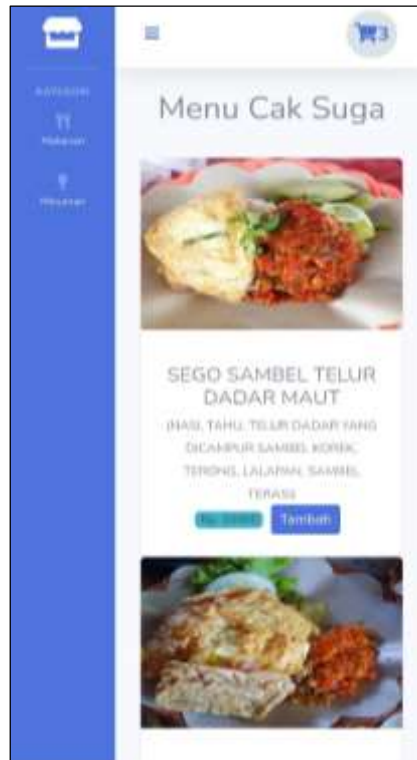 KATEGORI
Makanan
Minuman
3
Menu Cak Suga
SEGO SAMBEL TELUR
DADAR MAUT
(NASI, TAHU, TELUR DADAR YANG
DICAMPUR SAMBEL KOREK,
TERONG, LALAPAN, SAMBEL
TERASI)
Rp.
Tambah